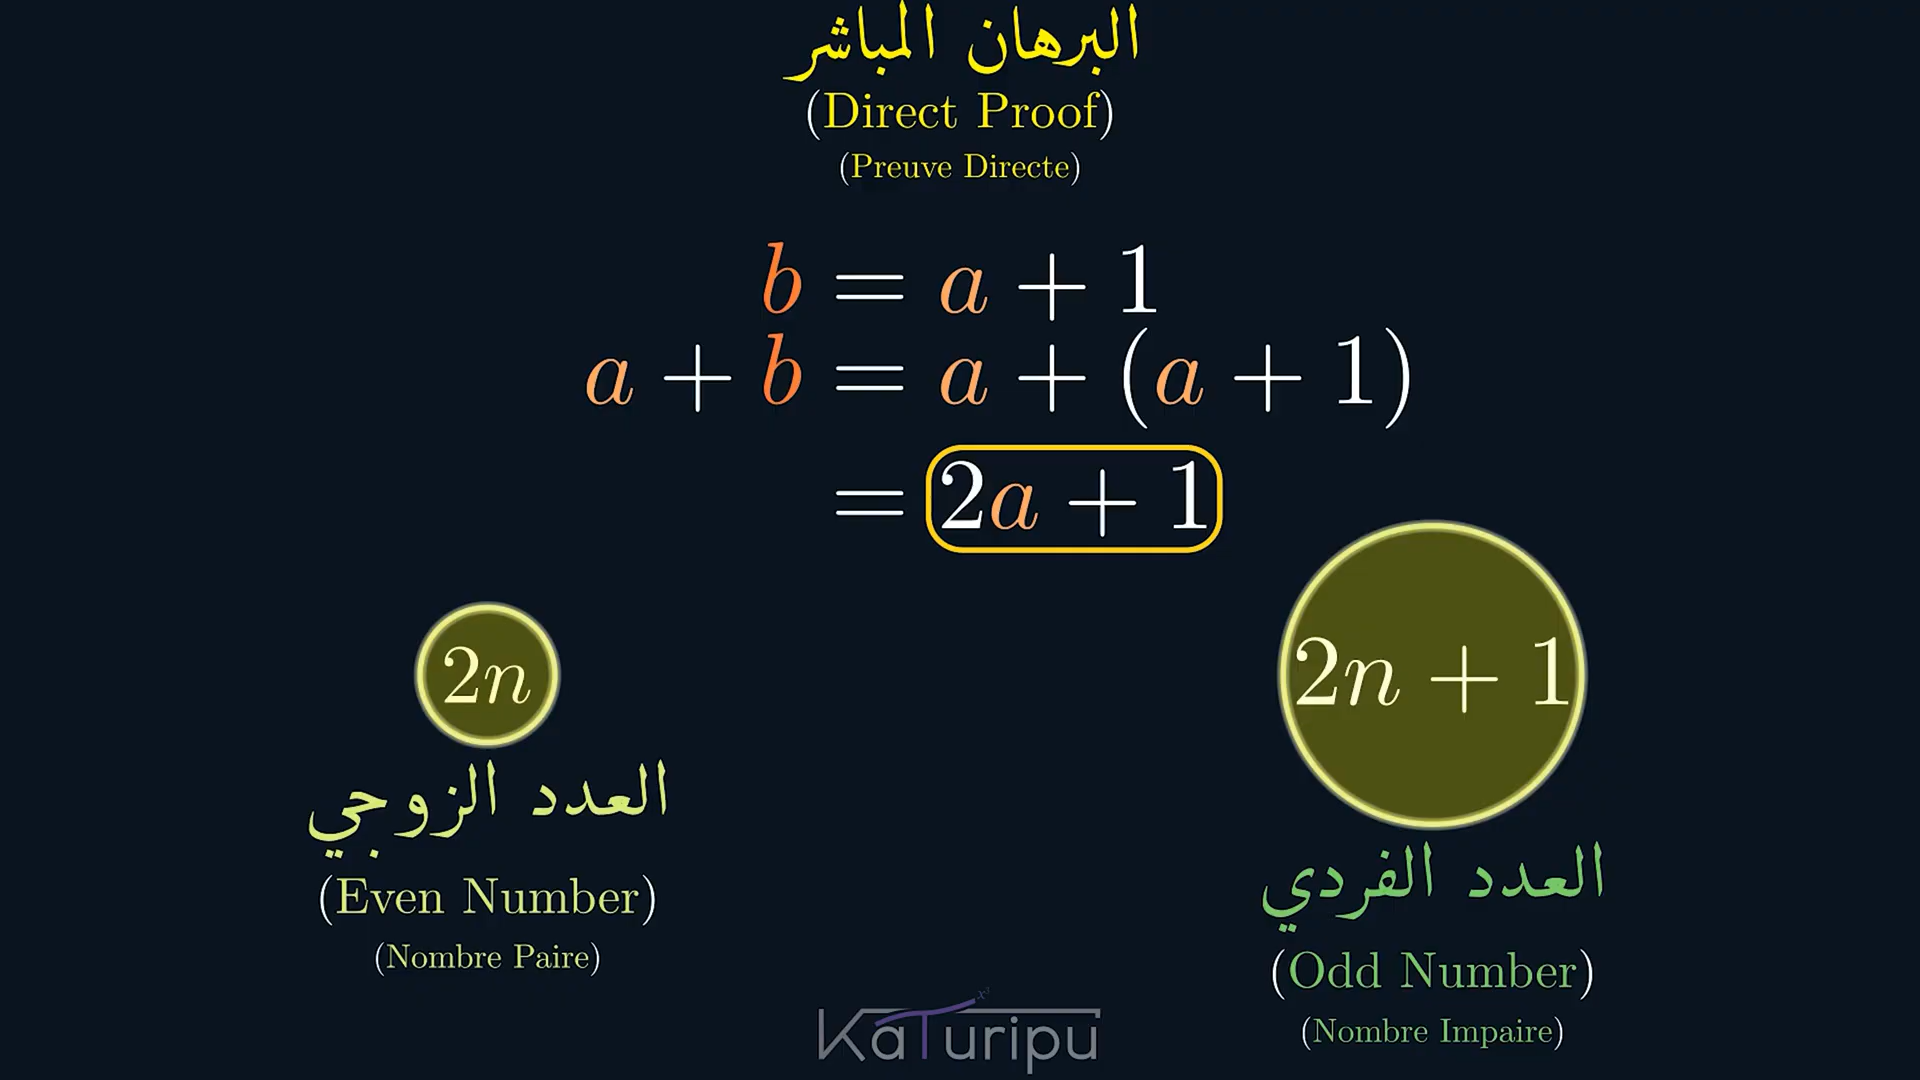 البرهان المباشر
(Direct Proof)
(Preuve Directe)
b = a + 1
a + b = a + (a + 1)
= 2a + 1
2n
العدد الزوجي
(Even Number)
(Nombre Paire)
2n + 1
العدد الفردي
(Odd Number)
(Nombre Impaire)
KaTuripu